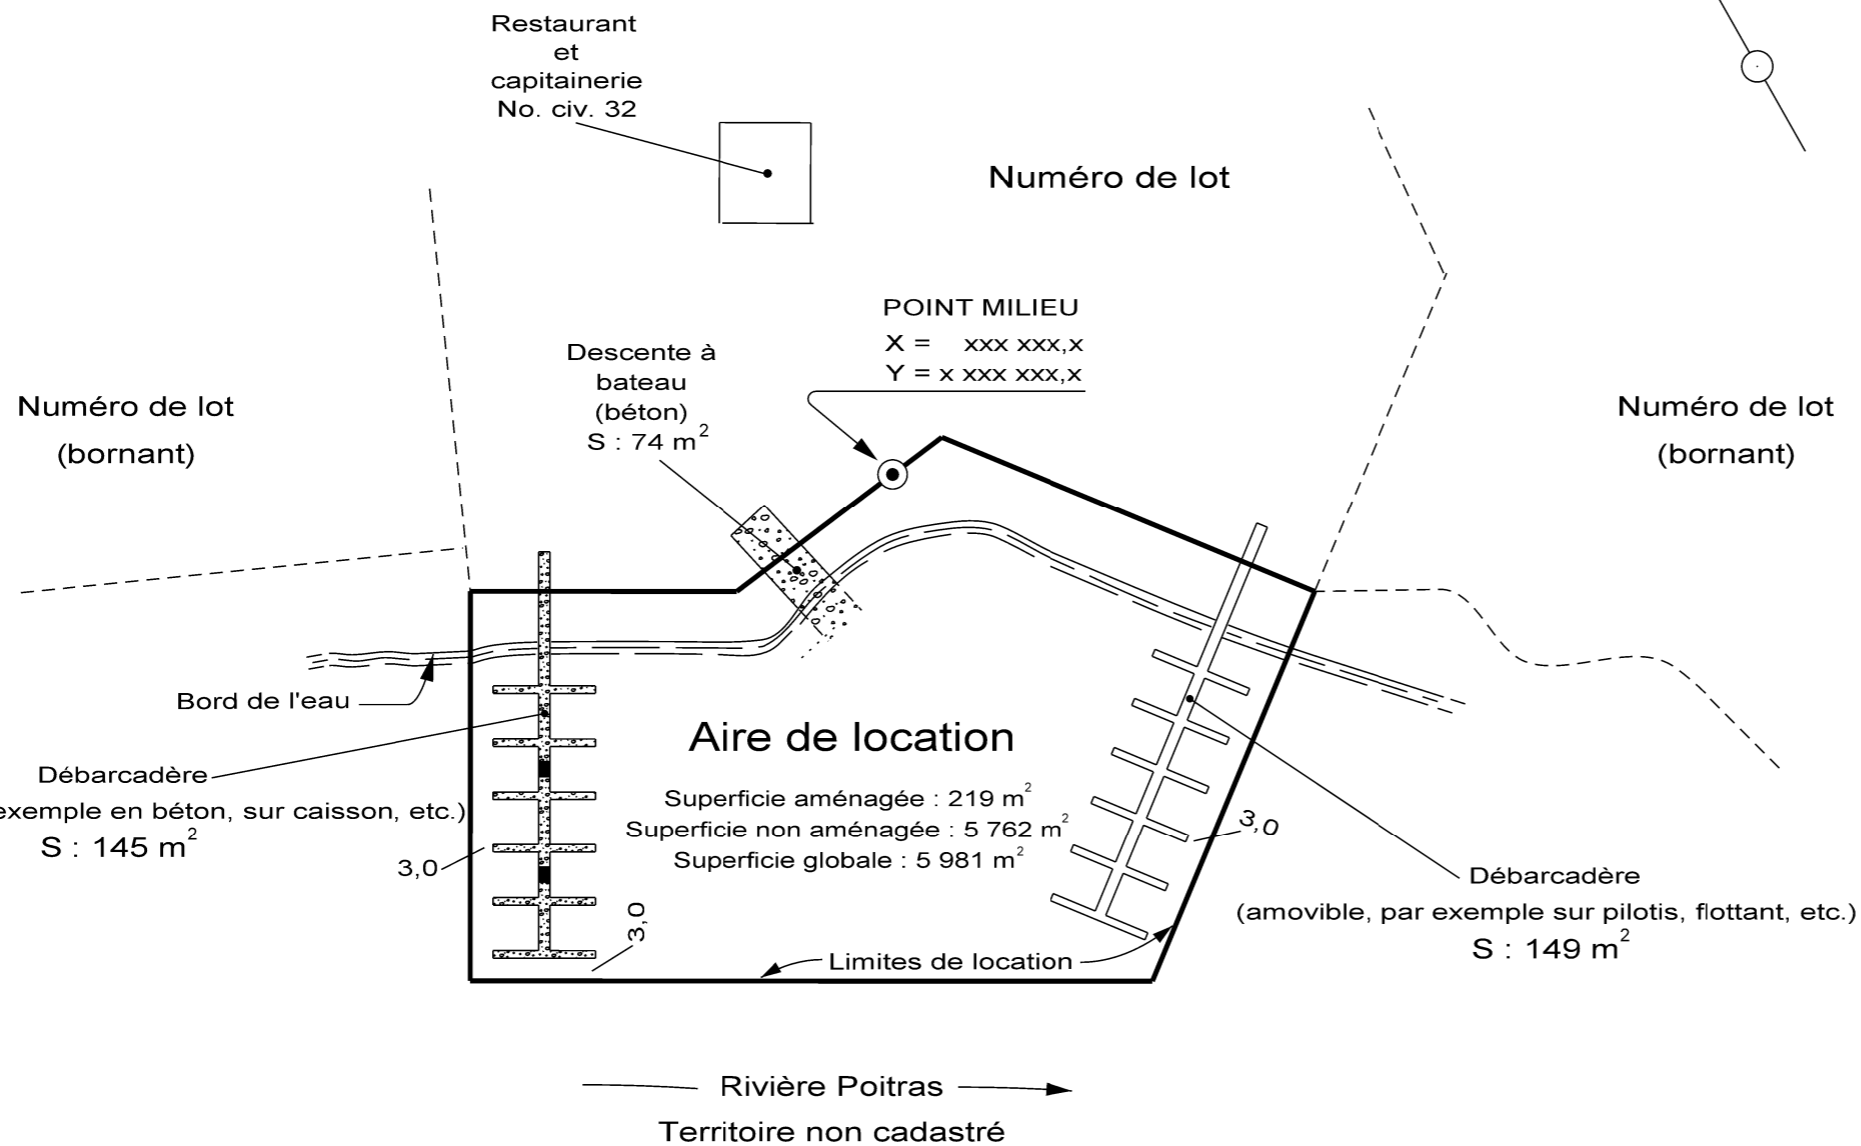 Restaurant
et
capitainerie
No. civ. 32
Numéro de lot
POINT MILIEU
X = xxx xxx,x
Y = x xxx xxx,x
Descente à
bateau
(béton)
S : 74 m²
Numéro de lot
(bornant)
Numéro de lot
(bornant)
Bord de l'eau
Aire de location
Superficie aménagée : 219 m²
Superficie non aménagée : 5 762 m²
Superficie globale : 5 981 m²
Débarcadère
exemple en béton, sur caisson, etc.)
S : 145 m²
3,0
3,0
3,0
Débarcadère
(amovible, par exemple sur pilotis, flottant, etc.)
S : 149 m²
Limites de location
Rivière Poitras
Territoire non cadastré